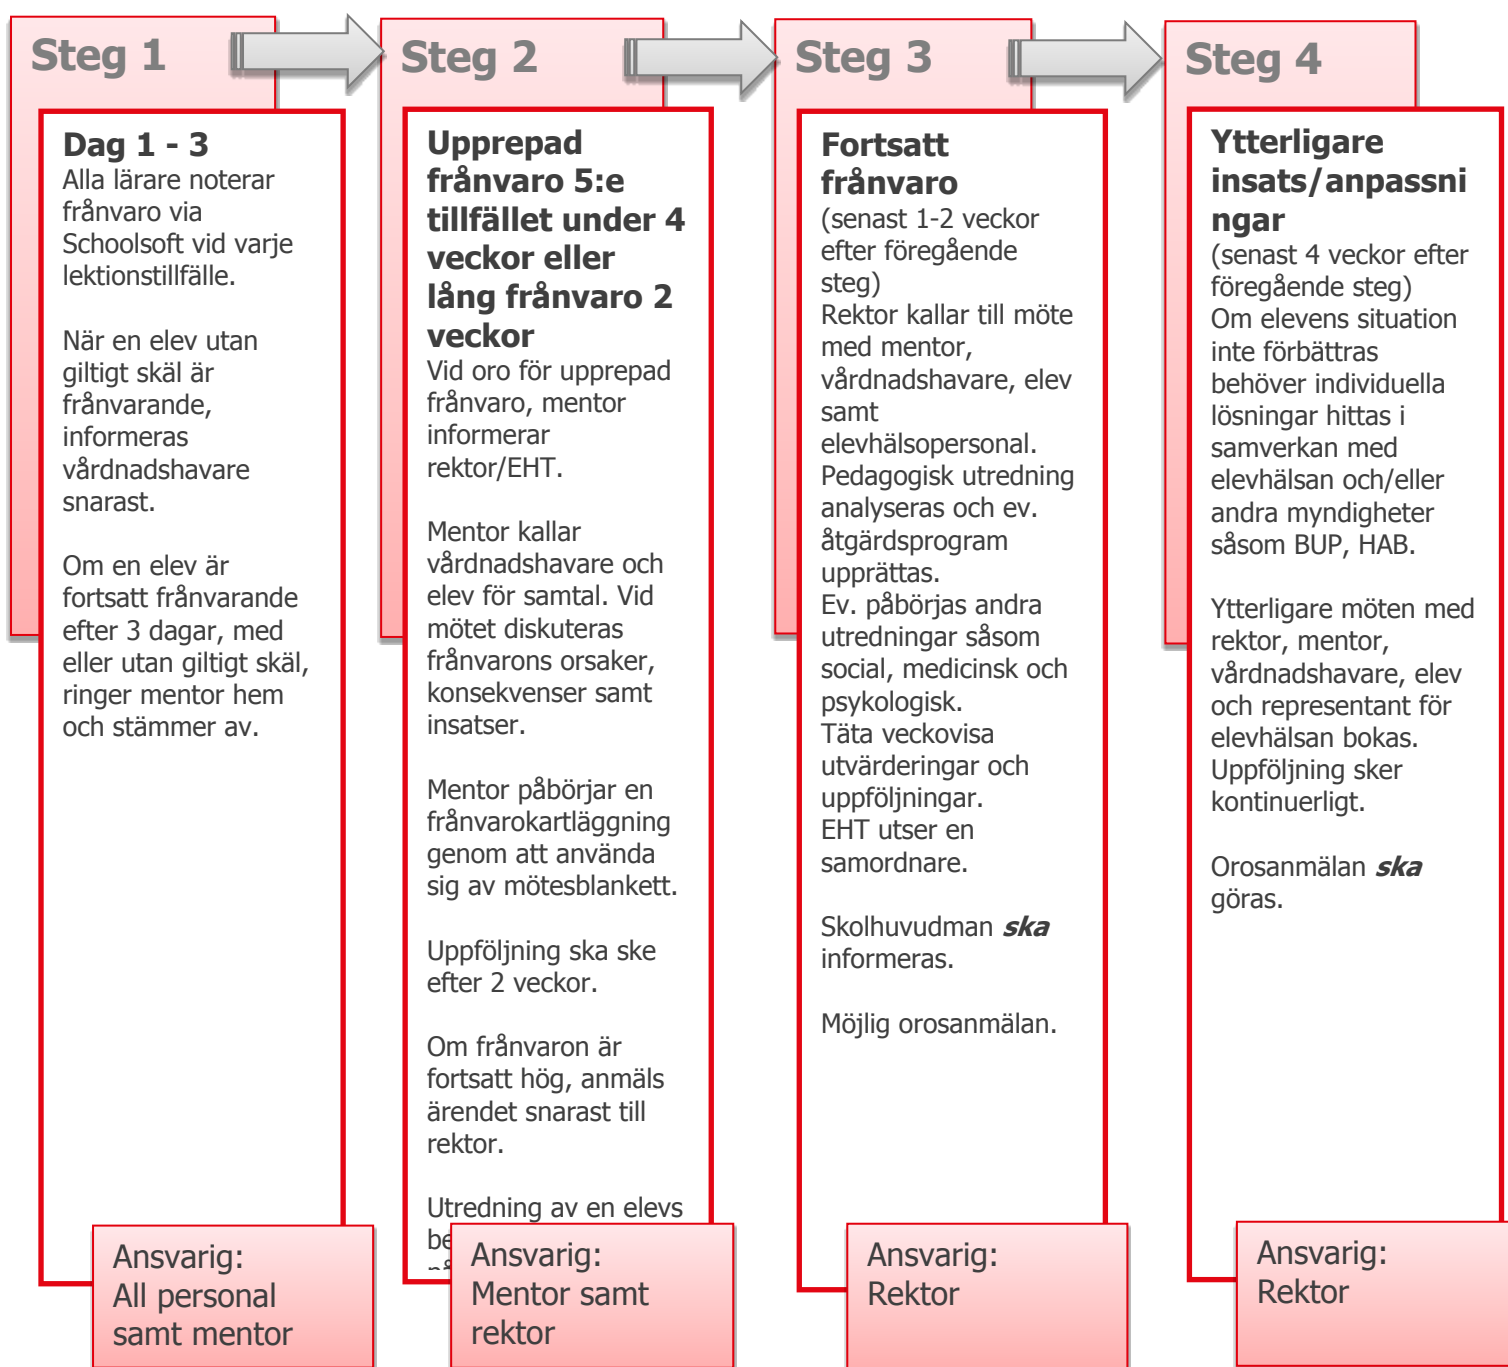 Steg 1
Dag 1 - 3
Alla lärare noterar
frånvaro via
Schoolsoft vid varje
lektionstillfälle.
När en elev utan
giltigt skäl är
frånvarande,
informeras
vårdnadshavare
snarast.
Om en elev är
fortsatt frånvarande
efter 3 dagar, med
eller utan giltigt skäl,
ringer mentor hem
och stämmer av.
Ansvarig:
All personal
samt mentor
Steg 2
Upprepad
frånvaro 5:e
tillfället under 4
veckor eller
lång frånvaro 2
veckor
Vid oro för upprepad
frånvaro, mentor
informerar
rektor/EHT.
Mentor kallar
vårdnadshavare och
elev för samtal. Vid
mötet diskuteras
frånvarons orsaker,
konsekvenser samt
insatser.
Mentor påbörjar en
frånvarokartläggning
genom att använda
sig av mötesblankett.
Uppföljning ska ske
efter 2 veckor.
Om frånvaron är
fortsatt hög, anmäls
ärendet snarast till
rektor.
Utredning av en elevs
Ansvarig:
Mentor samt
rektor
Steg 3
Fortsatt
frånvaro
(senast 1-2 veckor
efter föregående
steg)
Rektor kallar till möte
med mentor,
vårdnadshavare, elev
samt
elevhälsopersonal.
Pedagogisk utredning
analyseras och ev.
åtgärdsprogram
upprättas.
Ev. påbörjas andra
utredningar såsom
social, medicinsk och
psykologisk.
Täta veckovisa
utvärderingar och
uppföljningar.
EHT utser en
samordnare.
Skolhuvudman ska
informeras.
Möjlig orosanmälan.
Ansvarig:
Rektor
Steg 4
Ytterligare
insats/anpassni
ngar
(senast 4 veckor efter
föregående steg)
Om elevens situation
inte förbättras
behöver individuella
lösningar hittas i
samverkan med
elevhälsan och/eller
andra myndigheter
såsom BUP, HAB.
Ytterligare möten med
rektor, mentor,
vårdnadshavare, elev
och representant för
elevhälsan bokas.
Uppföljning sker
kontinuerligt.
Orosanmälan ska
göras.
Ansvarig:
Rektor